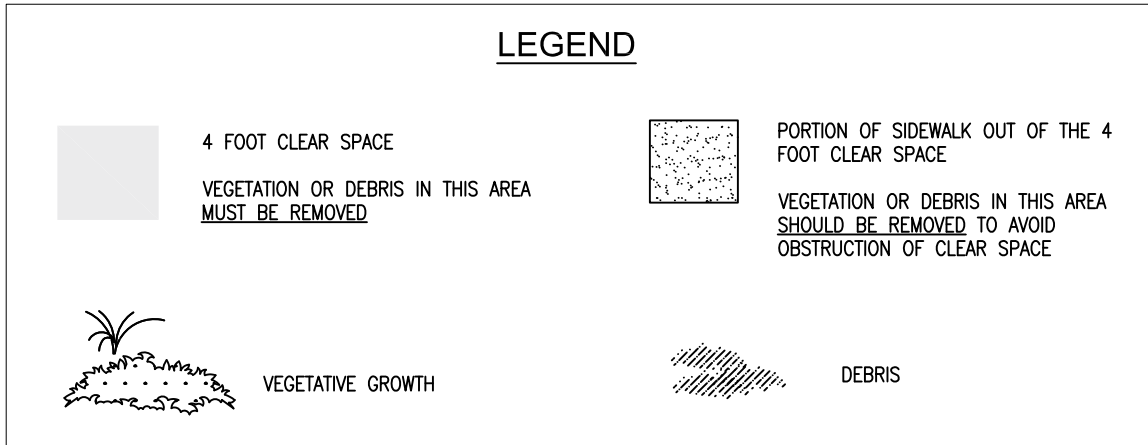 LEGEND
4 FOOT CLEAR SPACE
VEGETATION OR DEBRIS IN THIS AREA
MUST BE REMOVED
PORTION OF SIDEWALK OUT OF THE 4
FOOT CLEAR SPACE
VEGETATION OR DEBRIS IN THIS AREA
SHOULD BE REMOVED TO AVOID
OBSTRUCTION OF CLEAR SPACE
VEGETATIVE GROWTH
DEBRIS